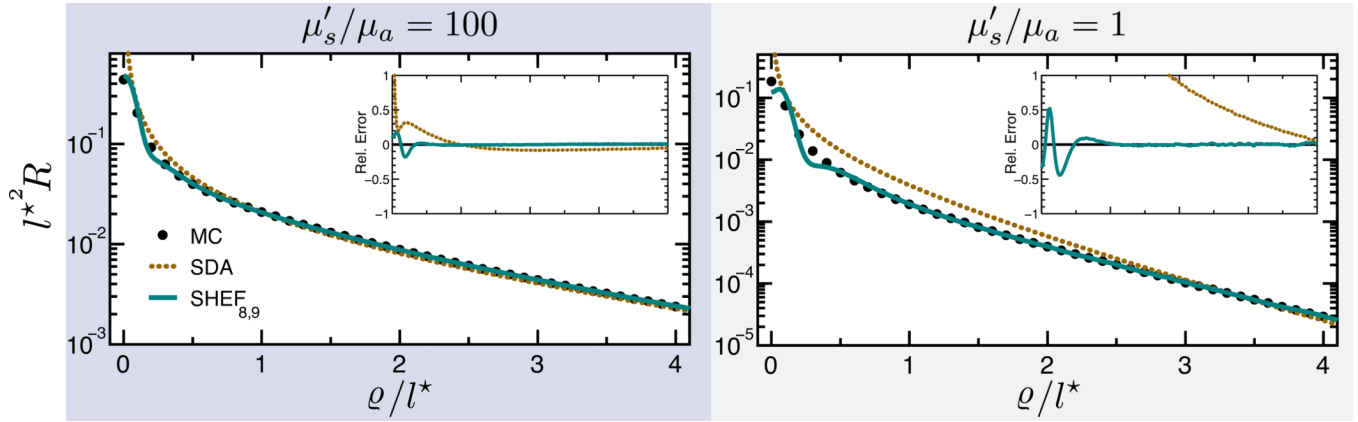 μ′ₛ/μₐ = 100
l⋆²R
10⁻¹
10⁻²
10⁻³
0 1 2 3 4
ϱ/l⋆
MC
SDA
SHEF₈,₉
Rel. Error
1
0.5
0
−0.5
−1
μ′ₛ/μₐ = 1
10⁻¹
10⁻²
10⁻³
10⁻⁴
10⁻⁵
0 1 2 3 4
ϱ/l⋆
Rel. Error
1
0.5
0
−0.5
−1